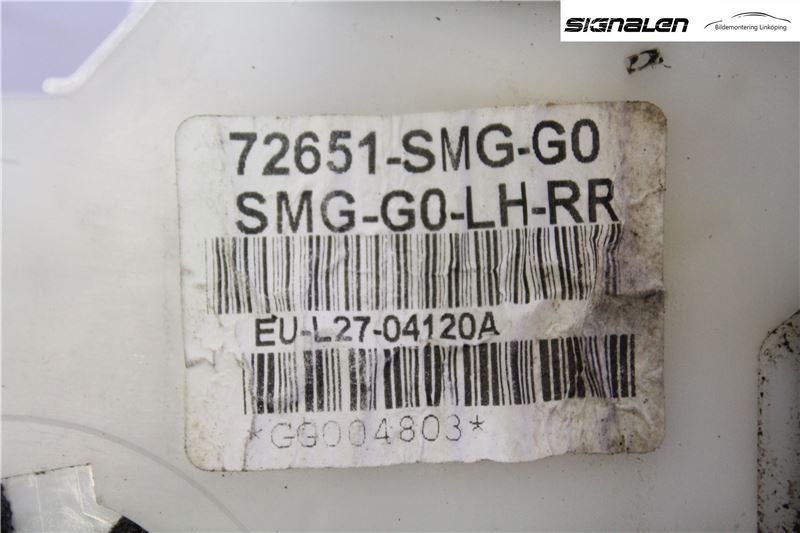 SIGNALEN
Bildemontering Linköping
72651-SMG-G0
SMG-G0-LH-RR
EU-L27-04120A
*GG004803*